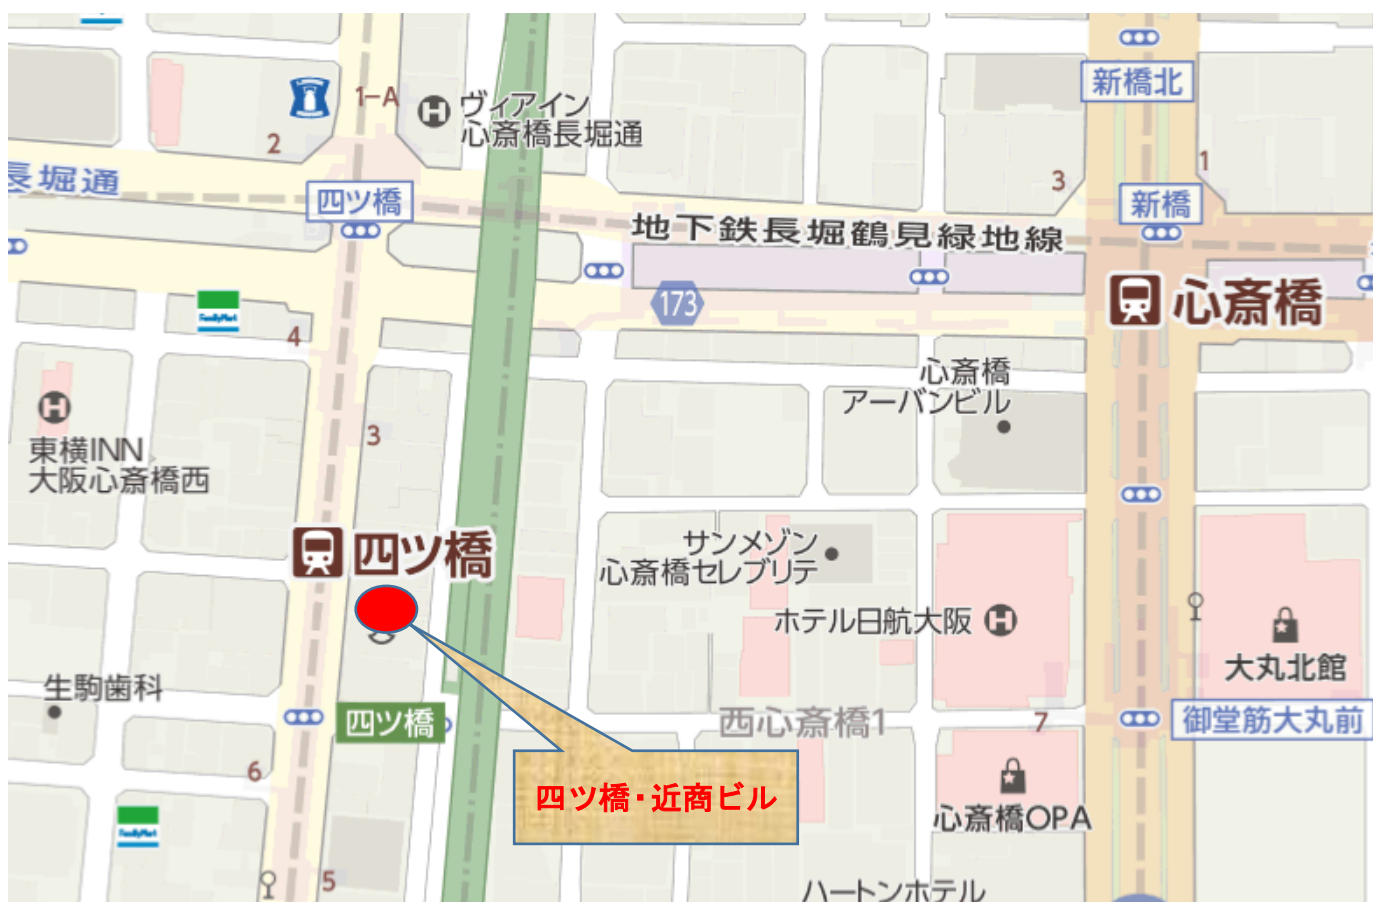 新橋北
1-A
ヴィアイン
心斎橋長堀通
2
長堀通
四ツ橋
3
1
新橋
地下鉄長堀鶴見緑地線
173
心斎橋
FamilyMart
4
心斎橋
アーバンビル
3
東横INN
大阪心斎橋西
四ツ橋
サンメゾン
心斎橋セレブリテ
ホテル日航大阪
大丸北館
生駒歯科
四ツ橋
西心斎橋1
7
御堂筋大丸前
6
四ツ橋・近商ビル
心斎橋OPA
FamilyMart
5
ハートンホテル